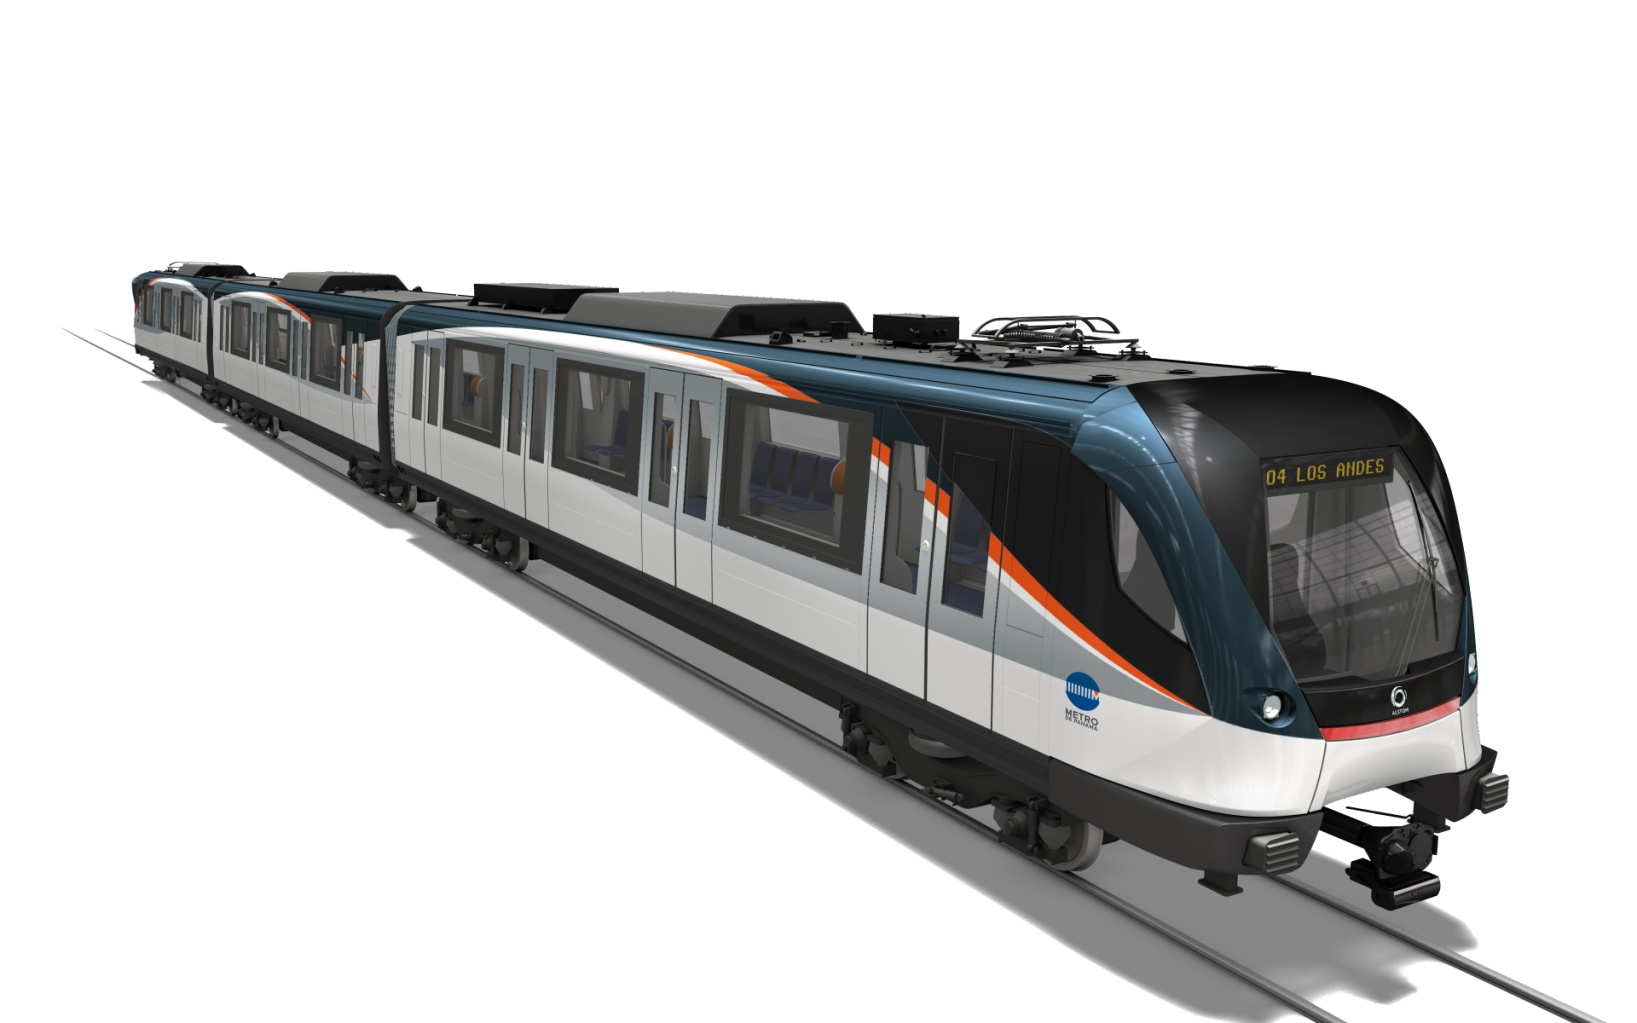 04 LOS ANDES
ALSTOM
METRO
DE PANAMA